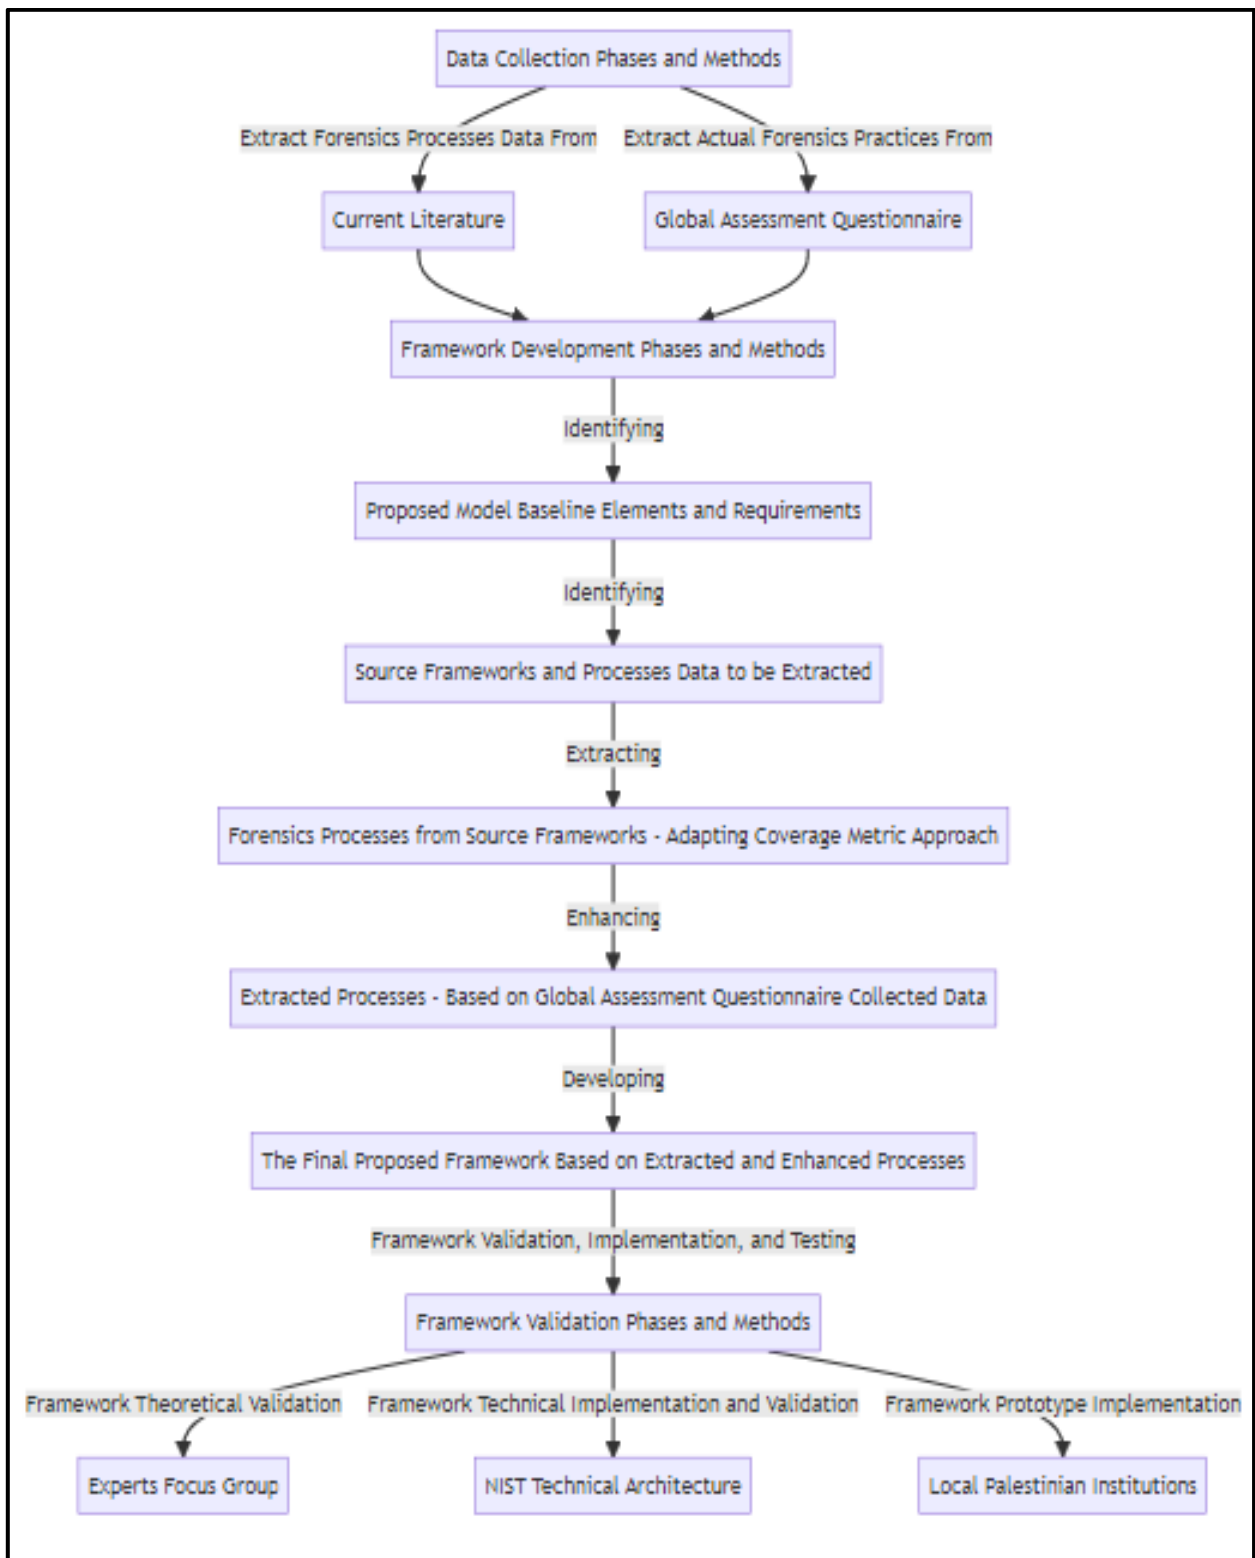 Data Collection Phases and Methods
Extract Forensics Processes Data From
Extract Actual Forensics Practices From
Current Literature
Global Assessment Questionnaire
Framework Development Phases and Methods
Identifying
Proposed Model Baseline Elements and Requirements
Identifying
Source Frameworks and Processes Data to be Extracted
Extracting
Forensics Processes from Source Frameworks - Adapting Coverage Metric Approach
Enhancing
Extracted Processes - Based on Global Assessment Questionnaire Collected Data
Developing
The Final Proposed Framework Based on Extracted and Enhanced Processes
Framework Validation, Implementation, and Testing
Framework Validation Phases and Methods
Framework Theoretical Validation
Framework Technical Implementation and Validation
Framework Prototype Implementation
Experts Focus Group
NIST Technical Architecture
Local Palestinian Institutions